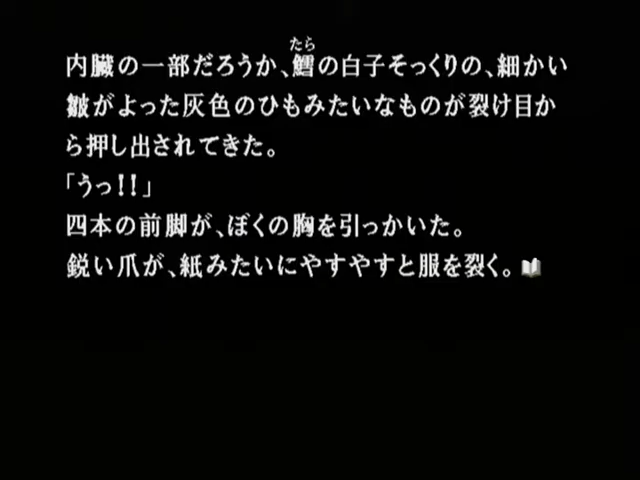 たら
内臓の一部だろうか、鱈の白子そっくりの、細かい
皺がよった灰色のひもみたいなものが裂け目か
ら押し出されてきた。
「うっ!!」
四本の前脚が、ぼくの胸を引っかいた。
鋭い爪が、紙みたいにやすやすと服を裂く。